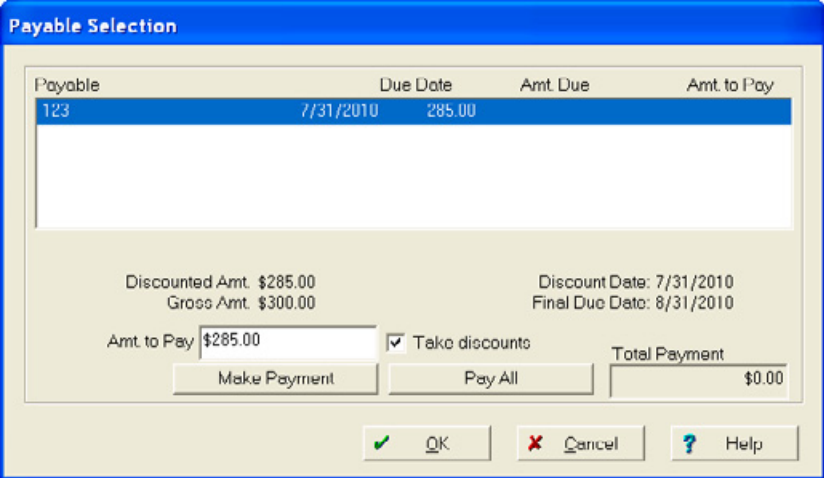 Payable Selection
Payable Due Date Amt. Due Amt. to Pay
123 7/31/2010 285.00
Discounted Amt. $285.00 Discount Date: 7/31/2010
Gross Amt. $300.00 Final Due Date: 8/31/2010
Amt. to Pay $285.00 Take discounts Total Payment
Make Payment Pay All $0.00
OK Cancel Help